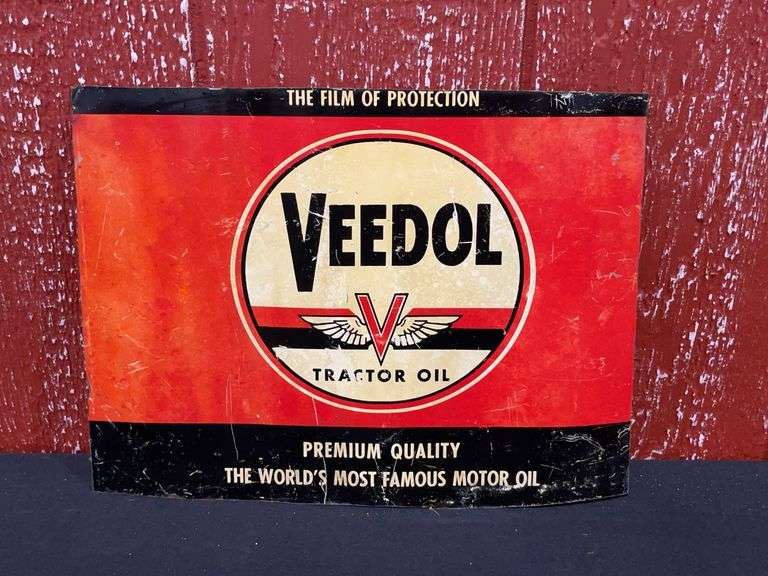 THE FILM OF PROTECTION
VEEDOL
V
TRACTOR OIL
PREMIUM QUALITY
THE WORLD'S MOST FAMOUS MOTOR OIL